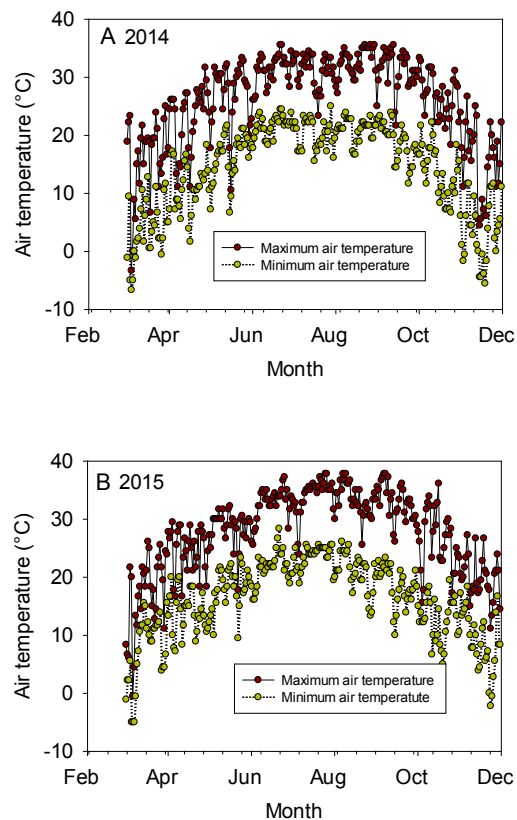 A 2014
40
30
20
10
0
-10
Air temperature (°C)
Maximum air temperature
Minimum air temperature
Feb Apr Jun Aug Oct Dec
Month
B 2015
40
30
20
10
0
-10
Air temperature (°C)
Maximum air temperature
Minimum air temperatute
Feb Apr Jun Aug Oct Dec
Month